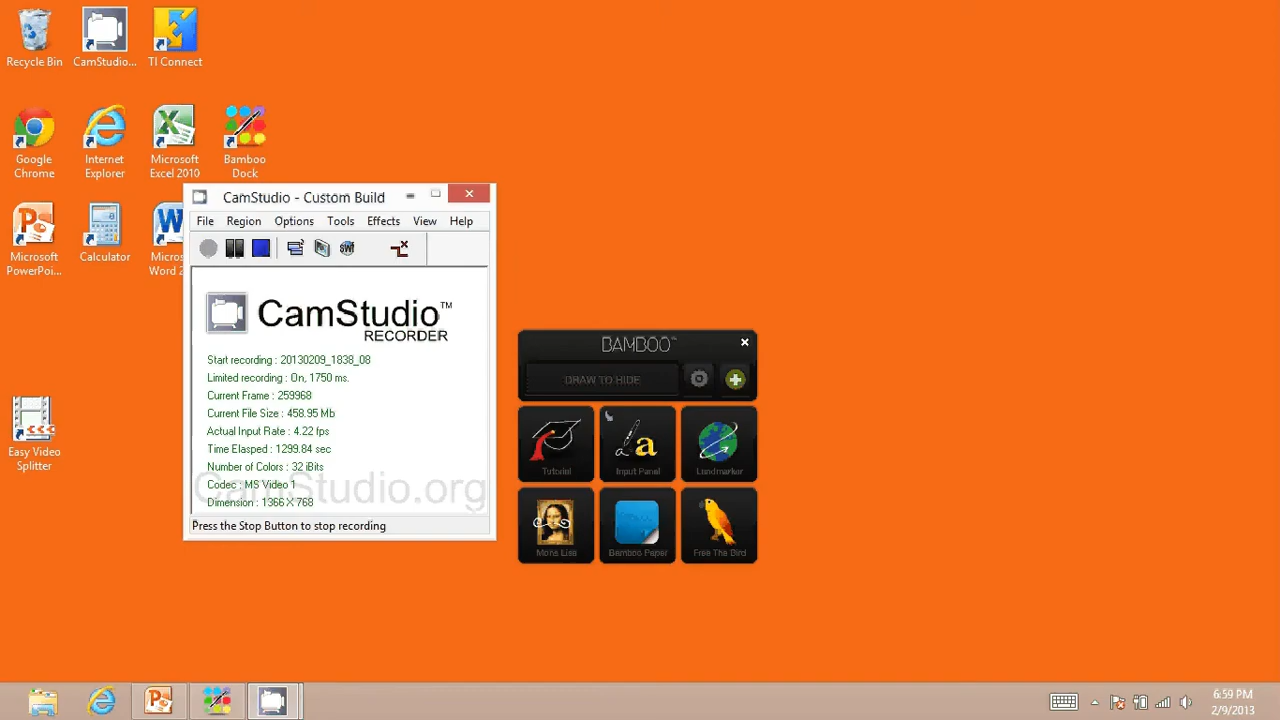 Recycle Bin
CamStudio...
TI Connect
Google
Chrome
Internet
Explorer
Microsoft
Excel 2010
Bamboo
Dock
Microsoft
PowerPoi...
Calculator
Micros
Word 2
Easy Video
Splitter
CamStudio - Custom Build
File Region Options Tools Effects View Help
CamStudio™
RECORDER
Start recording : 20130209_1838_08
Limited recording : On, 1750 ms.
Current Frame : 259968
Current File Size : 458.95 Mb
Actual Input Rate : 4.22 fps
Time Elasped : 1299.84 sec
Number of Colors : 32 iBits
Codec : MS Video 1
Dimension : 1366 X 768
CamStudio.org
Press the Stop Button to stop recording
BAMBOO™
DRAW TO HIDE
Tutorial
Input Panel
Landmarker
Mona Lisa
Bamboo Paper
Free The Bird
6:59 PM
2/9/2013